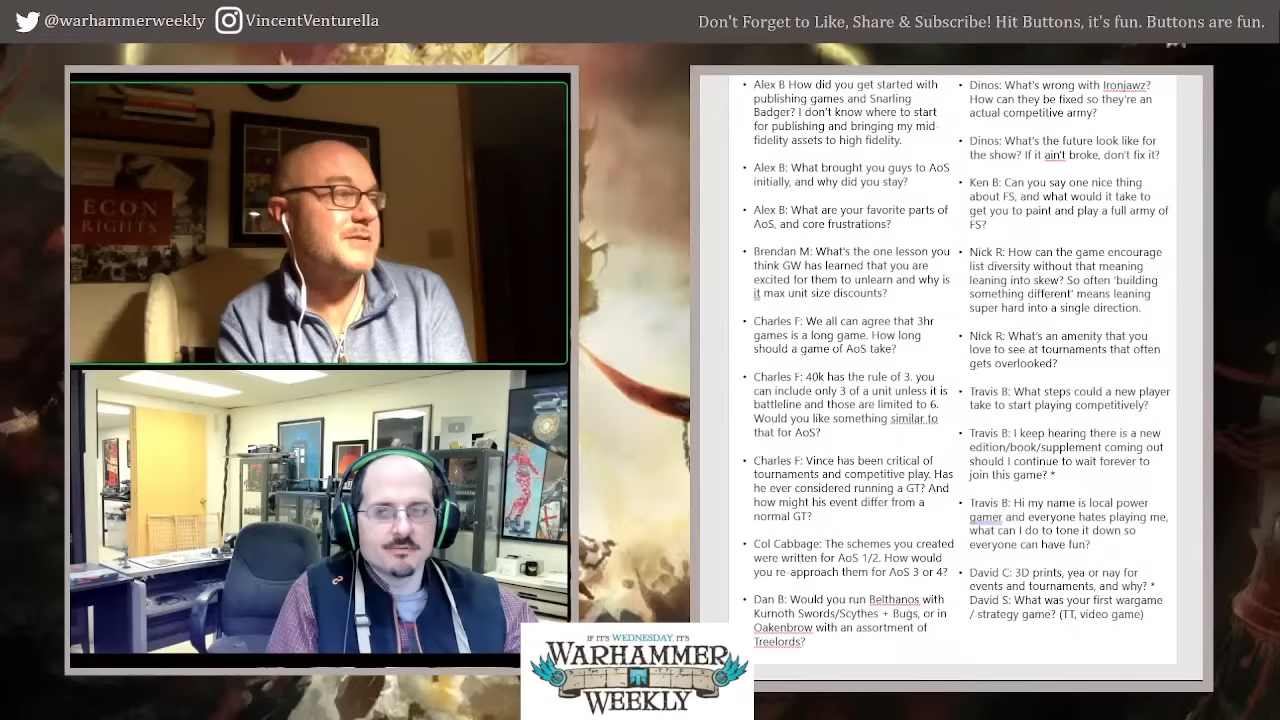 @warhammerweekly VincentVenturella
Don't Forget to Like, Share & Subscribe! Hit Buttons, it's fun. Buttons are fun.
ECON
RIGHTS
• Alex B How did you get started with
publishing games and Snarling
Badger? I don't know where to start
for publishing and bringing my mid-
fidelity assets to high fidelity.
• Alex B: What brought you guys to AoS
initially, and why did you stay?
• Alex B: What are your favorite parts of
AoS, and core frustrations?
• Brendan M: What's the one lesson you
think GW has learned that you are
excited for them to unlearn and why is
it max unit size discounts?
• Charles F: We all can agree that 3hr
games is a long game. How long
should a game of AoS take?
• Charles F: 40k has the rule of 3. you
can include only 3 of a unit unless it is
battleline and those are limited to 6.
Would you like something similar to
that for AoS?
• Charles F: Vince has been critical of
tournaments and competitive play. Has
he ever considered running a GT? And
how might his event differ from a
normal GT?
• Col Cabbage: The schemes you created
were written for AoS 1/2. How would
you re-approach them for AoS 3 or 4?
• Dan B: Would you run Belthanos with
Kurnoth Swords/Scythes + Bugs, or in
Oakenbrow with an assortment of
Treelords?
• Dinos: What's wrong with Ironjawz?
How can they be fixed so they're an
actual competitive army?
• Dinos: What's the future look like for
the show? If it ain't broke, don't fix it?
• Ken B: Can you say one nice thing
about FS, and what would it take to
get you to paint and play a full army of
FS?
• Nick R: How can the game encourage
list diversity without that meaning
leaning into skew? So often 'building
something different' means leaning
super hard into a single direction.
• Nick R: What's an amenity that you
love to see at tournaments that often
gets overlooked?
• Travis B: What steps could a new player
take to start playing competitively?
• Travis B: I keep hearing there is a new
edition/book/supplement coming out
should I continue to wait forever to
join this game? *
• Travis B: Hi my name is local power
gamer and everyone hates playing me,
what can I do to tone it down so
everyone can have fun?
• David C: 3D prints, yea or nay for
events and tournaments, and why? *
David S: What was your first wargame
/ strategy game? (TT, video game)
IF IT'S WEDNESDAY, IT'S
WARHAMMER
WEEKLY